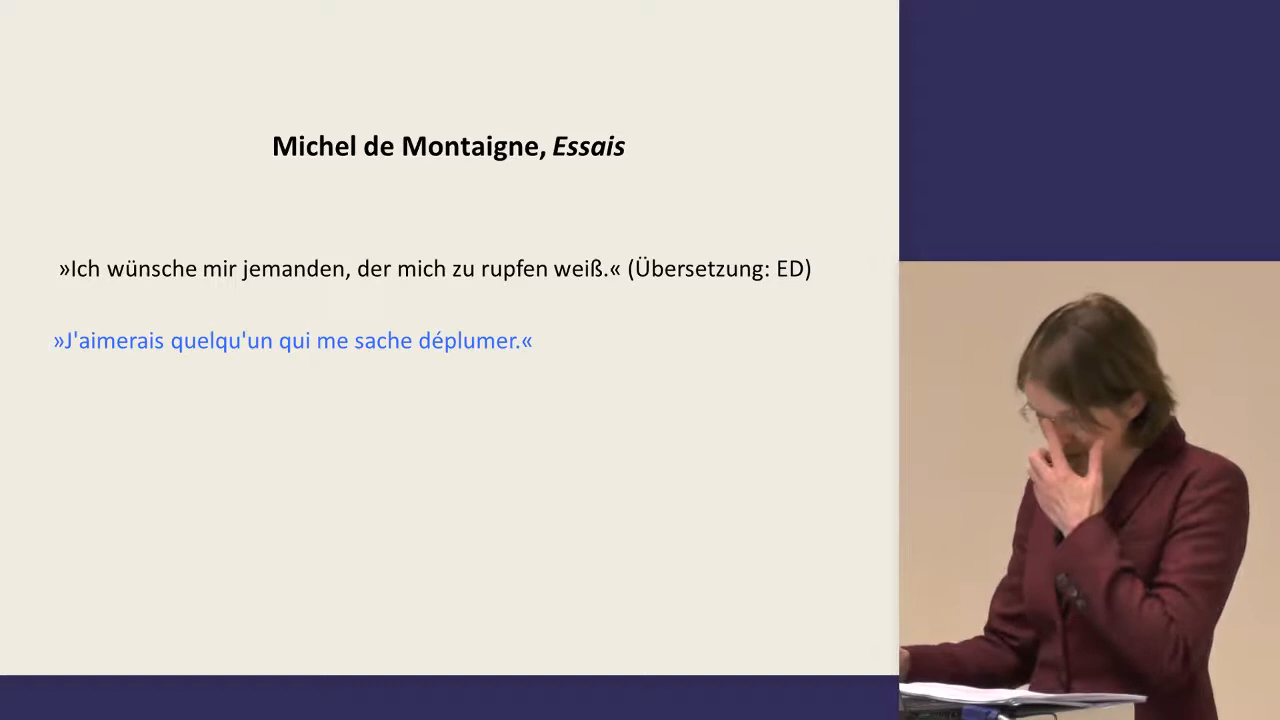 Michel de Montaigne, Essais
»Ich wünsche mir jemanden, der mich zu rupfen weiß.« (Übersetzung: ED)
»J'aimerais quelqu'un qui me sache déplumer.«